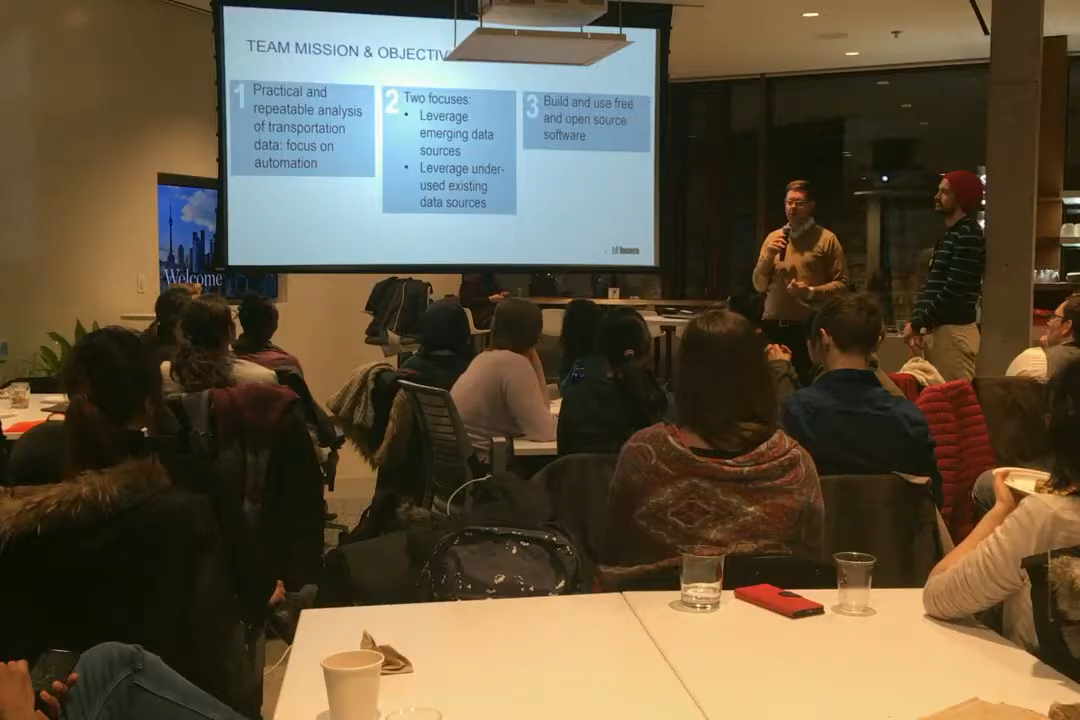 TEAM MISSION & OBJECTIV
1
Practical and
repeatable analysis
of transportation
data: focus on
automation
2
Two focuses:
• Leverage
emerging data
sources
• Leverage under-
used existing
data sources
3
Build and use free
and open source
software
Toronto
Welcome